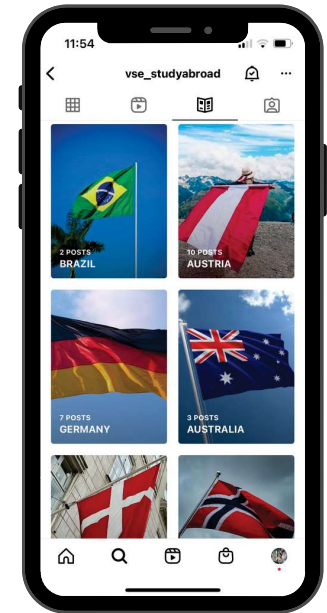 11:54
vse_studyabroad
2 POSTS
BRAZIL
10 POSTS
AUSTRIA
7 POSTS
GERMANY
3 POSTS
AUSTRALIA